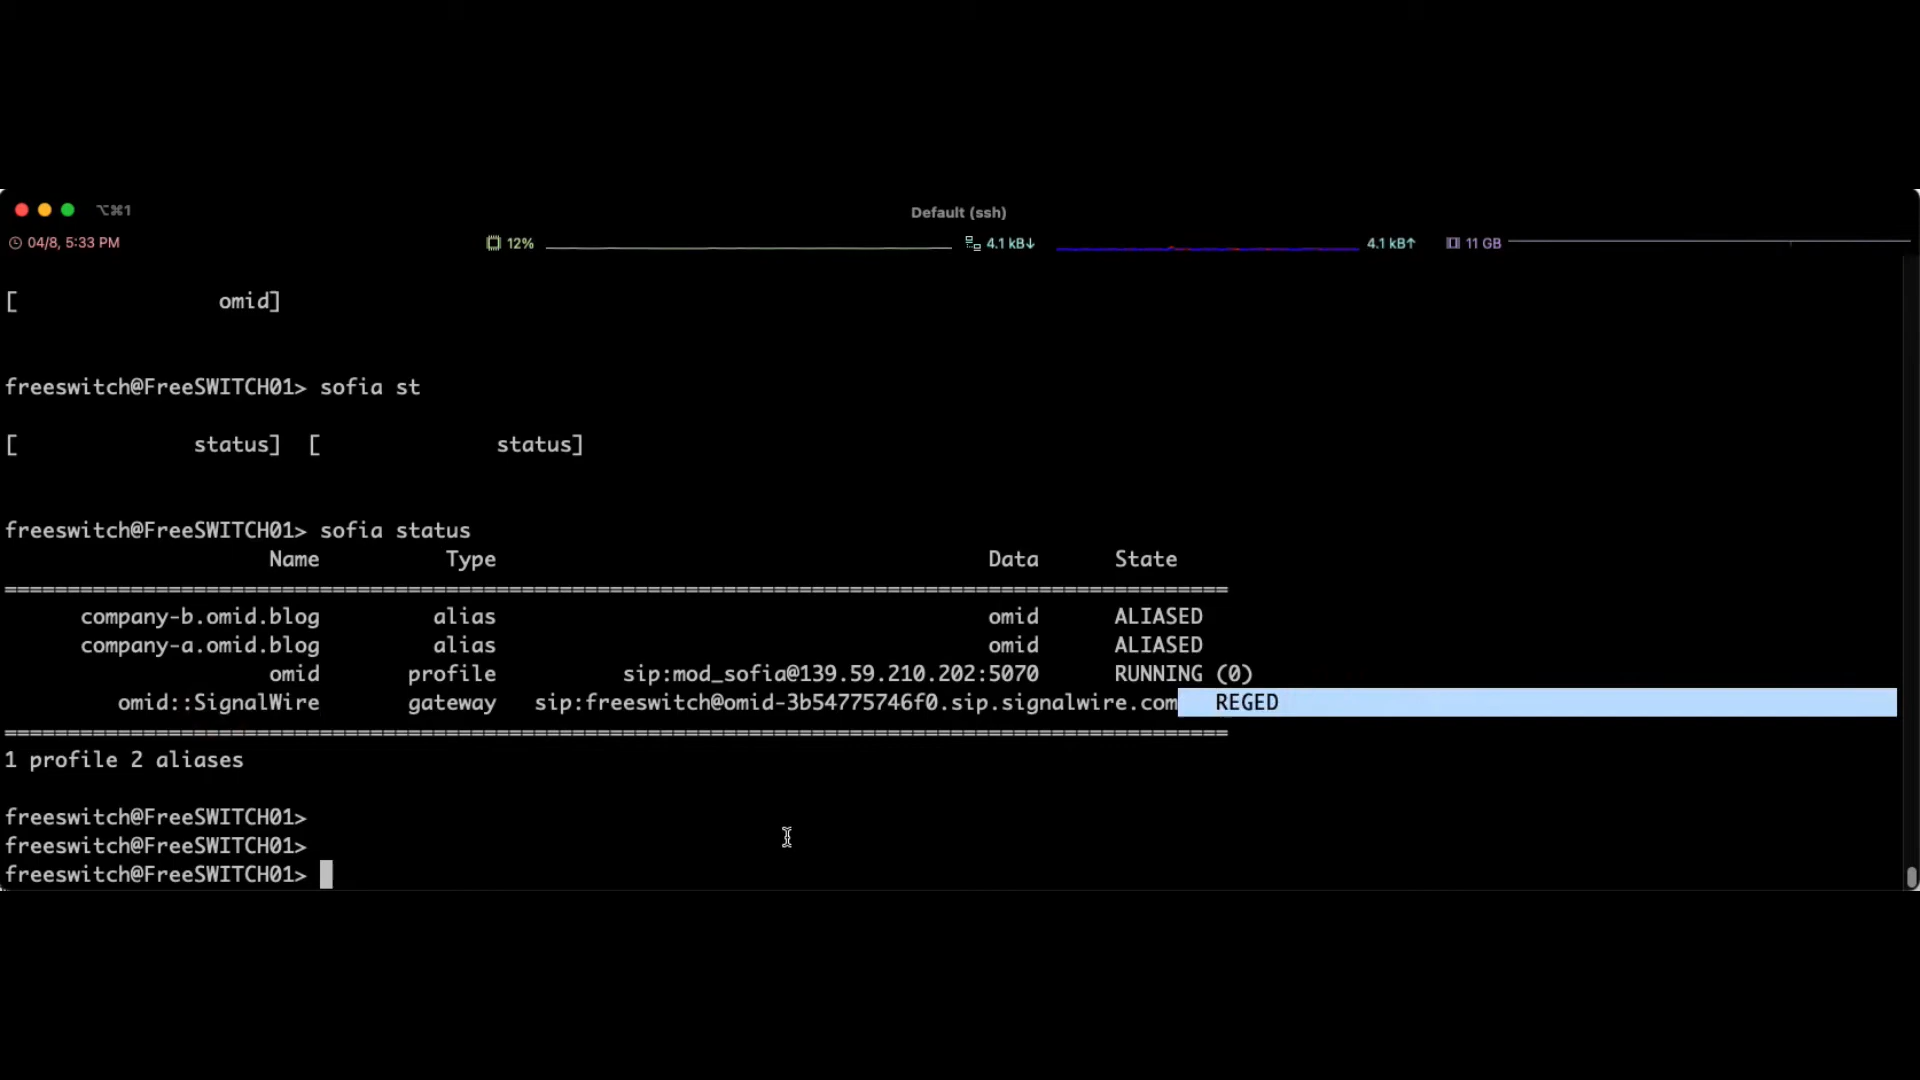 ⌥⌘1 Default (ssh)
04/8, 5:33 PM 12% 4.1 kB↓ 4.1 kB↑ 11 GB
[ omid]
freeswitch@FreeSWITCH01> sofia st
[ status] [ status]
freeswitch@FreeSWITCH01> sofia status
Name Type Data State
=================================================================================================
company-b.omid.blog alias omid ALIASED
company-a.omid.blog alias omid ALIASED
omid profile sip:mod_sofia@139.59.210.202:5070 RUNNING (0)
omid::SignalWire gateway sip:freeswitch@omid-3b54775746f0.sip.signalwire.com REGED
=================================================================================================
1 profile 2 aliases
freeswitch@FreeSWITCH01>
freeswitch@FreeSWITCH01>
freeswitch@FreeSWITCH01>